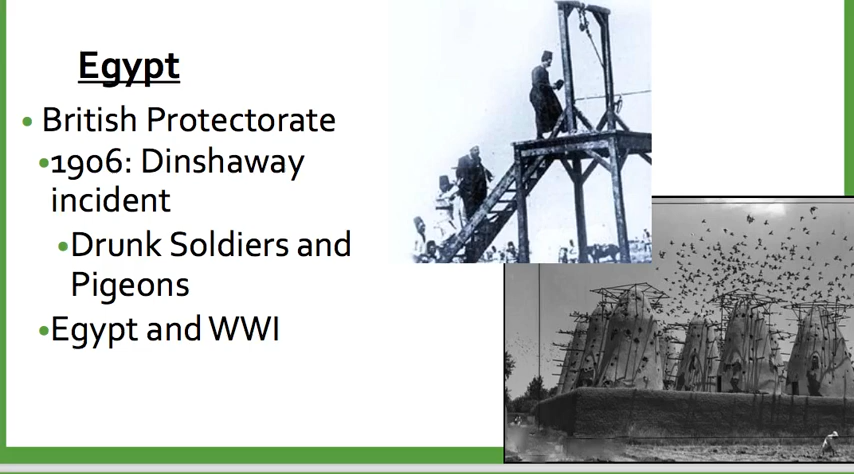 Egypt
• British Protectorate
•1906: Dinshaway
incident
•Drunk Soldiers and
Pigeons
•Egypt and WWI